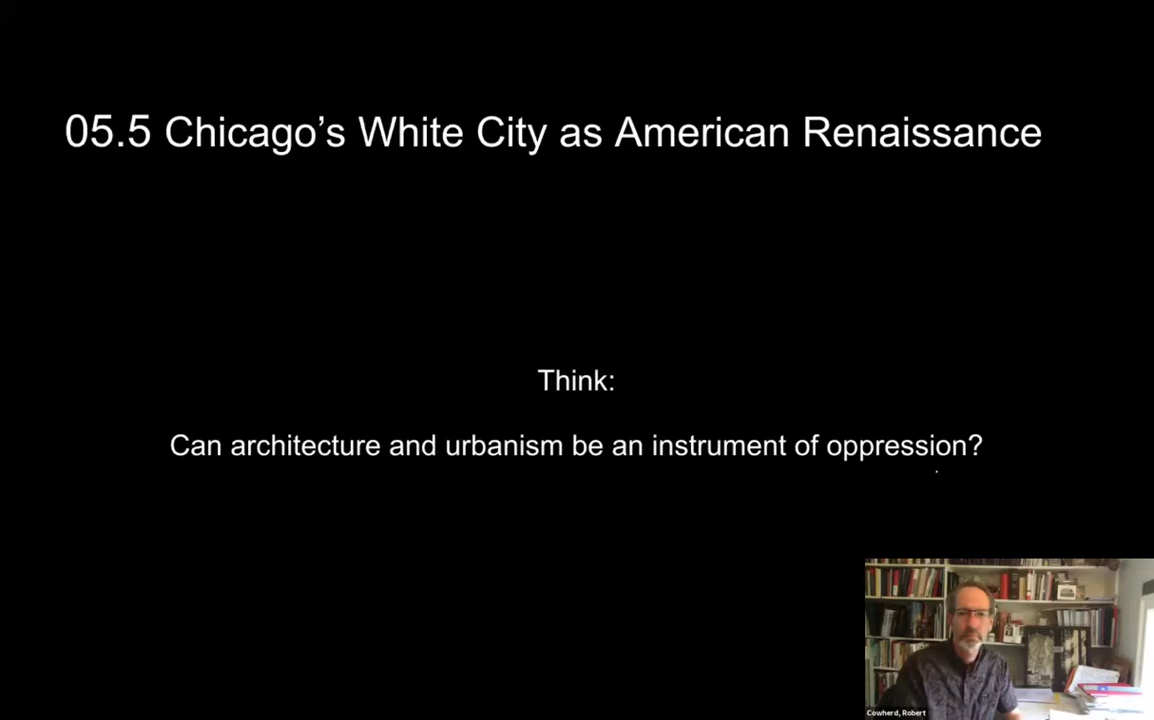 05.5 Chicago’s White City as American Renaissance
Think:
Can architecture and urbanism be an instrument of oppression?
Cowherd, Robert